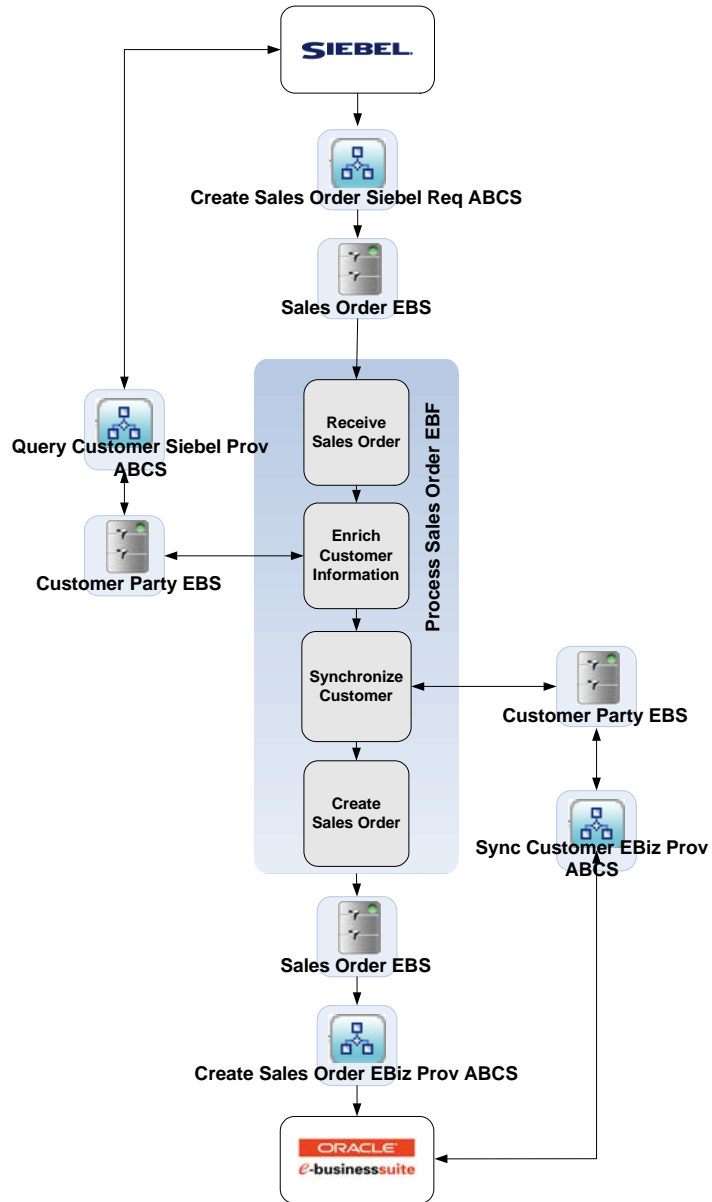 SIEBEL.
Create Sales Order Siebel Req ABCS
Sales Order EBS
Process Sales Order EBF
Receive
Sales Order
Query Customer Siebel Prov
ABCS
Enrich
Customer
Information
Customer Party EBS
Synchronize
Customer
Customer Party EBS
Create
Sales Order
Sync Customer EBiz Prov
ABCS
Sales Order EBS
Create Sales Order EBiz Prov ABCS
ORACLE
e-businesssuite